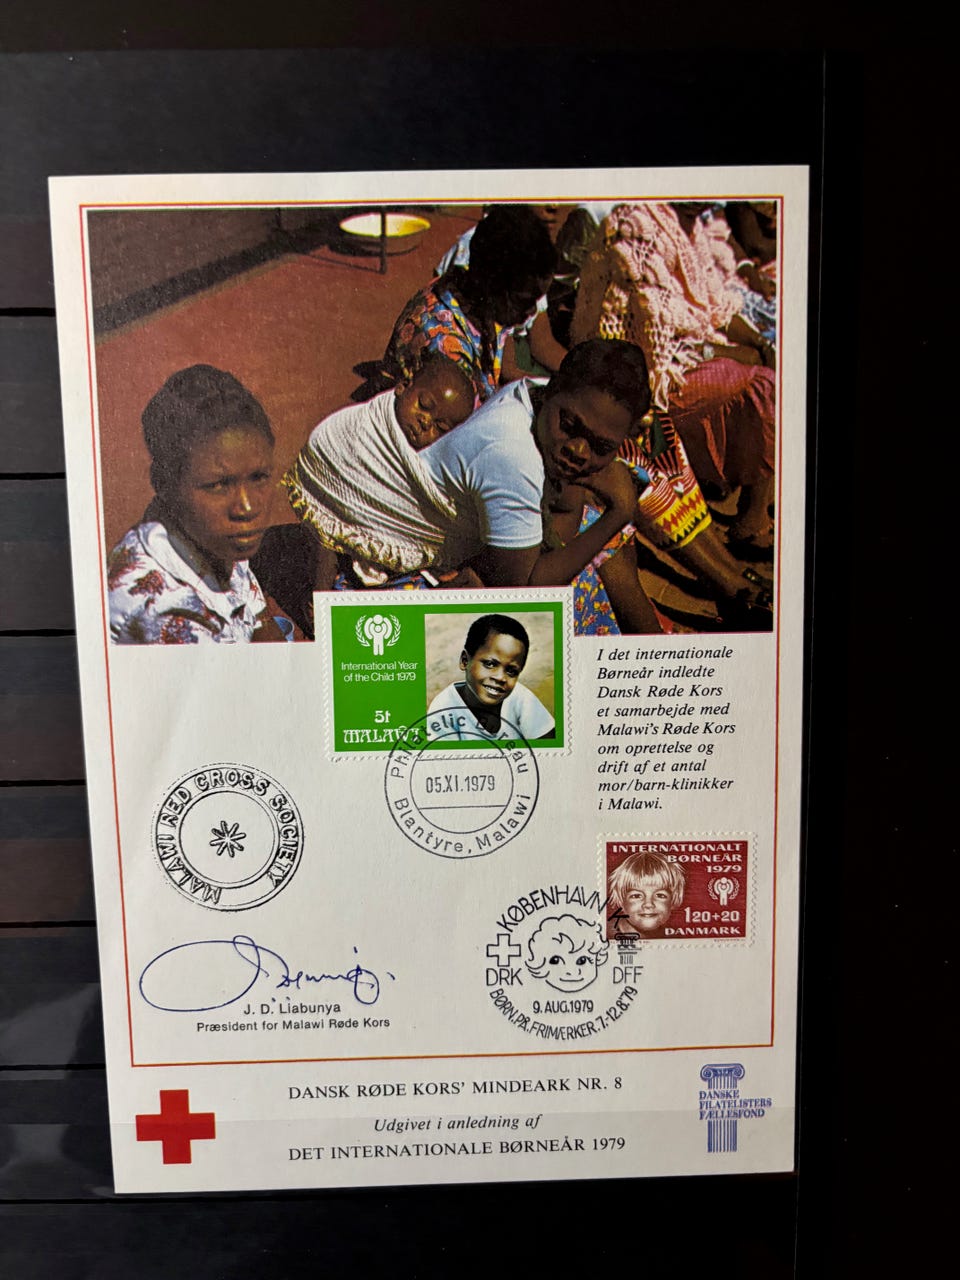 International Year
of the Child 1979
5t
MALAWI
Philatelic Bureau
05.XI.1979
Blantyre, Malawi
I det internationale
Børneår indledte
Dansk Røde Kors
et samarbejde med
Malawi's Røde Kors
om oprettelse og
drift af et antal
mor/barn-klinikker
i Malawi.
MALAWI RED CROSS SOCIETY
INTERNATIONALT
BØRNEÅR
1979
120+20
DANMARK
KØBENHAVN K
DRK
DFF
9. AUG.1979
BØRN.PÅ.FRIMÆRKER.7.-12.8.79
J. D. Liabunya
Præsident for Malawi Røde Kors
DANSK RØDE KORS' MINDEARK NR. 8
Udgivet i anledning af
DET INTERNATIONALE BØRNEÅR 1979
DANSKE
FILATELISTERS
FÆLLESFOND